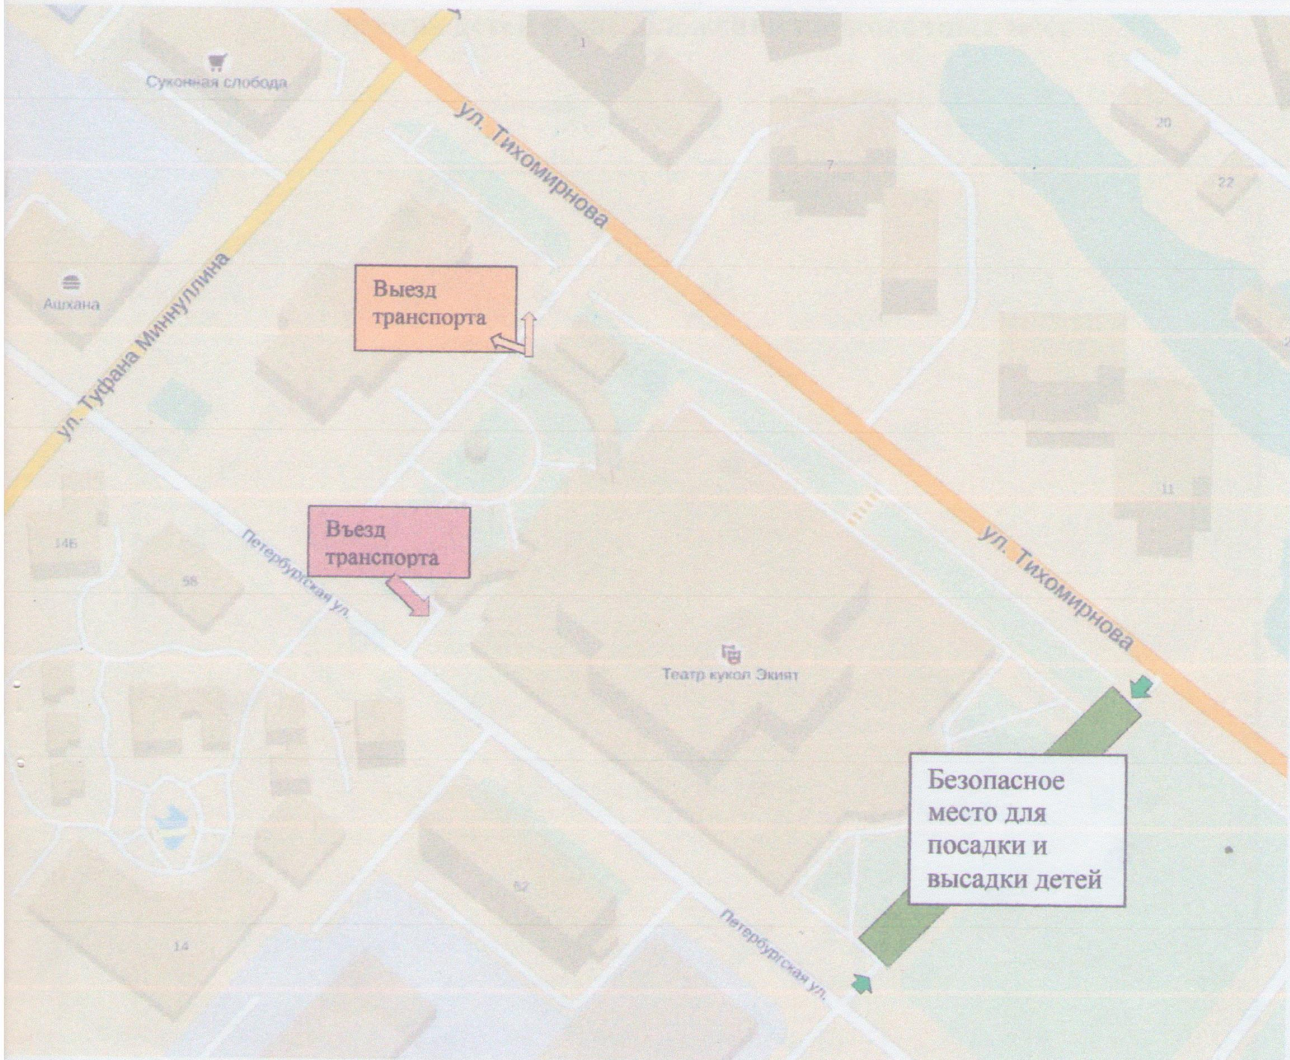 Суконная слобода
1
ул. Тихомирнова
20
7
22
Выезд
транспорта
Ашхана
ул. Туфана Миннуллина
11
Въезд
транспорта
14Б
58
Петербургская ул.
ул. Тихомирнова
Театр кукол Экият
Безопасное
место для
посадки и
высадки детей
52
14
Петербургская ул.